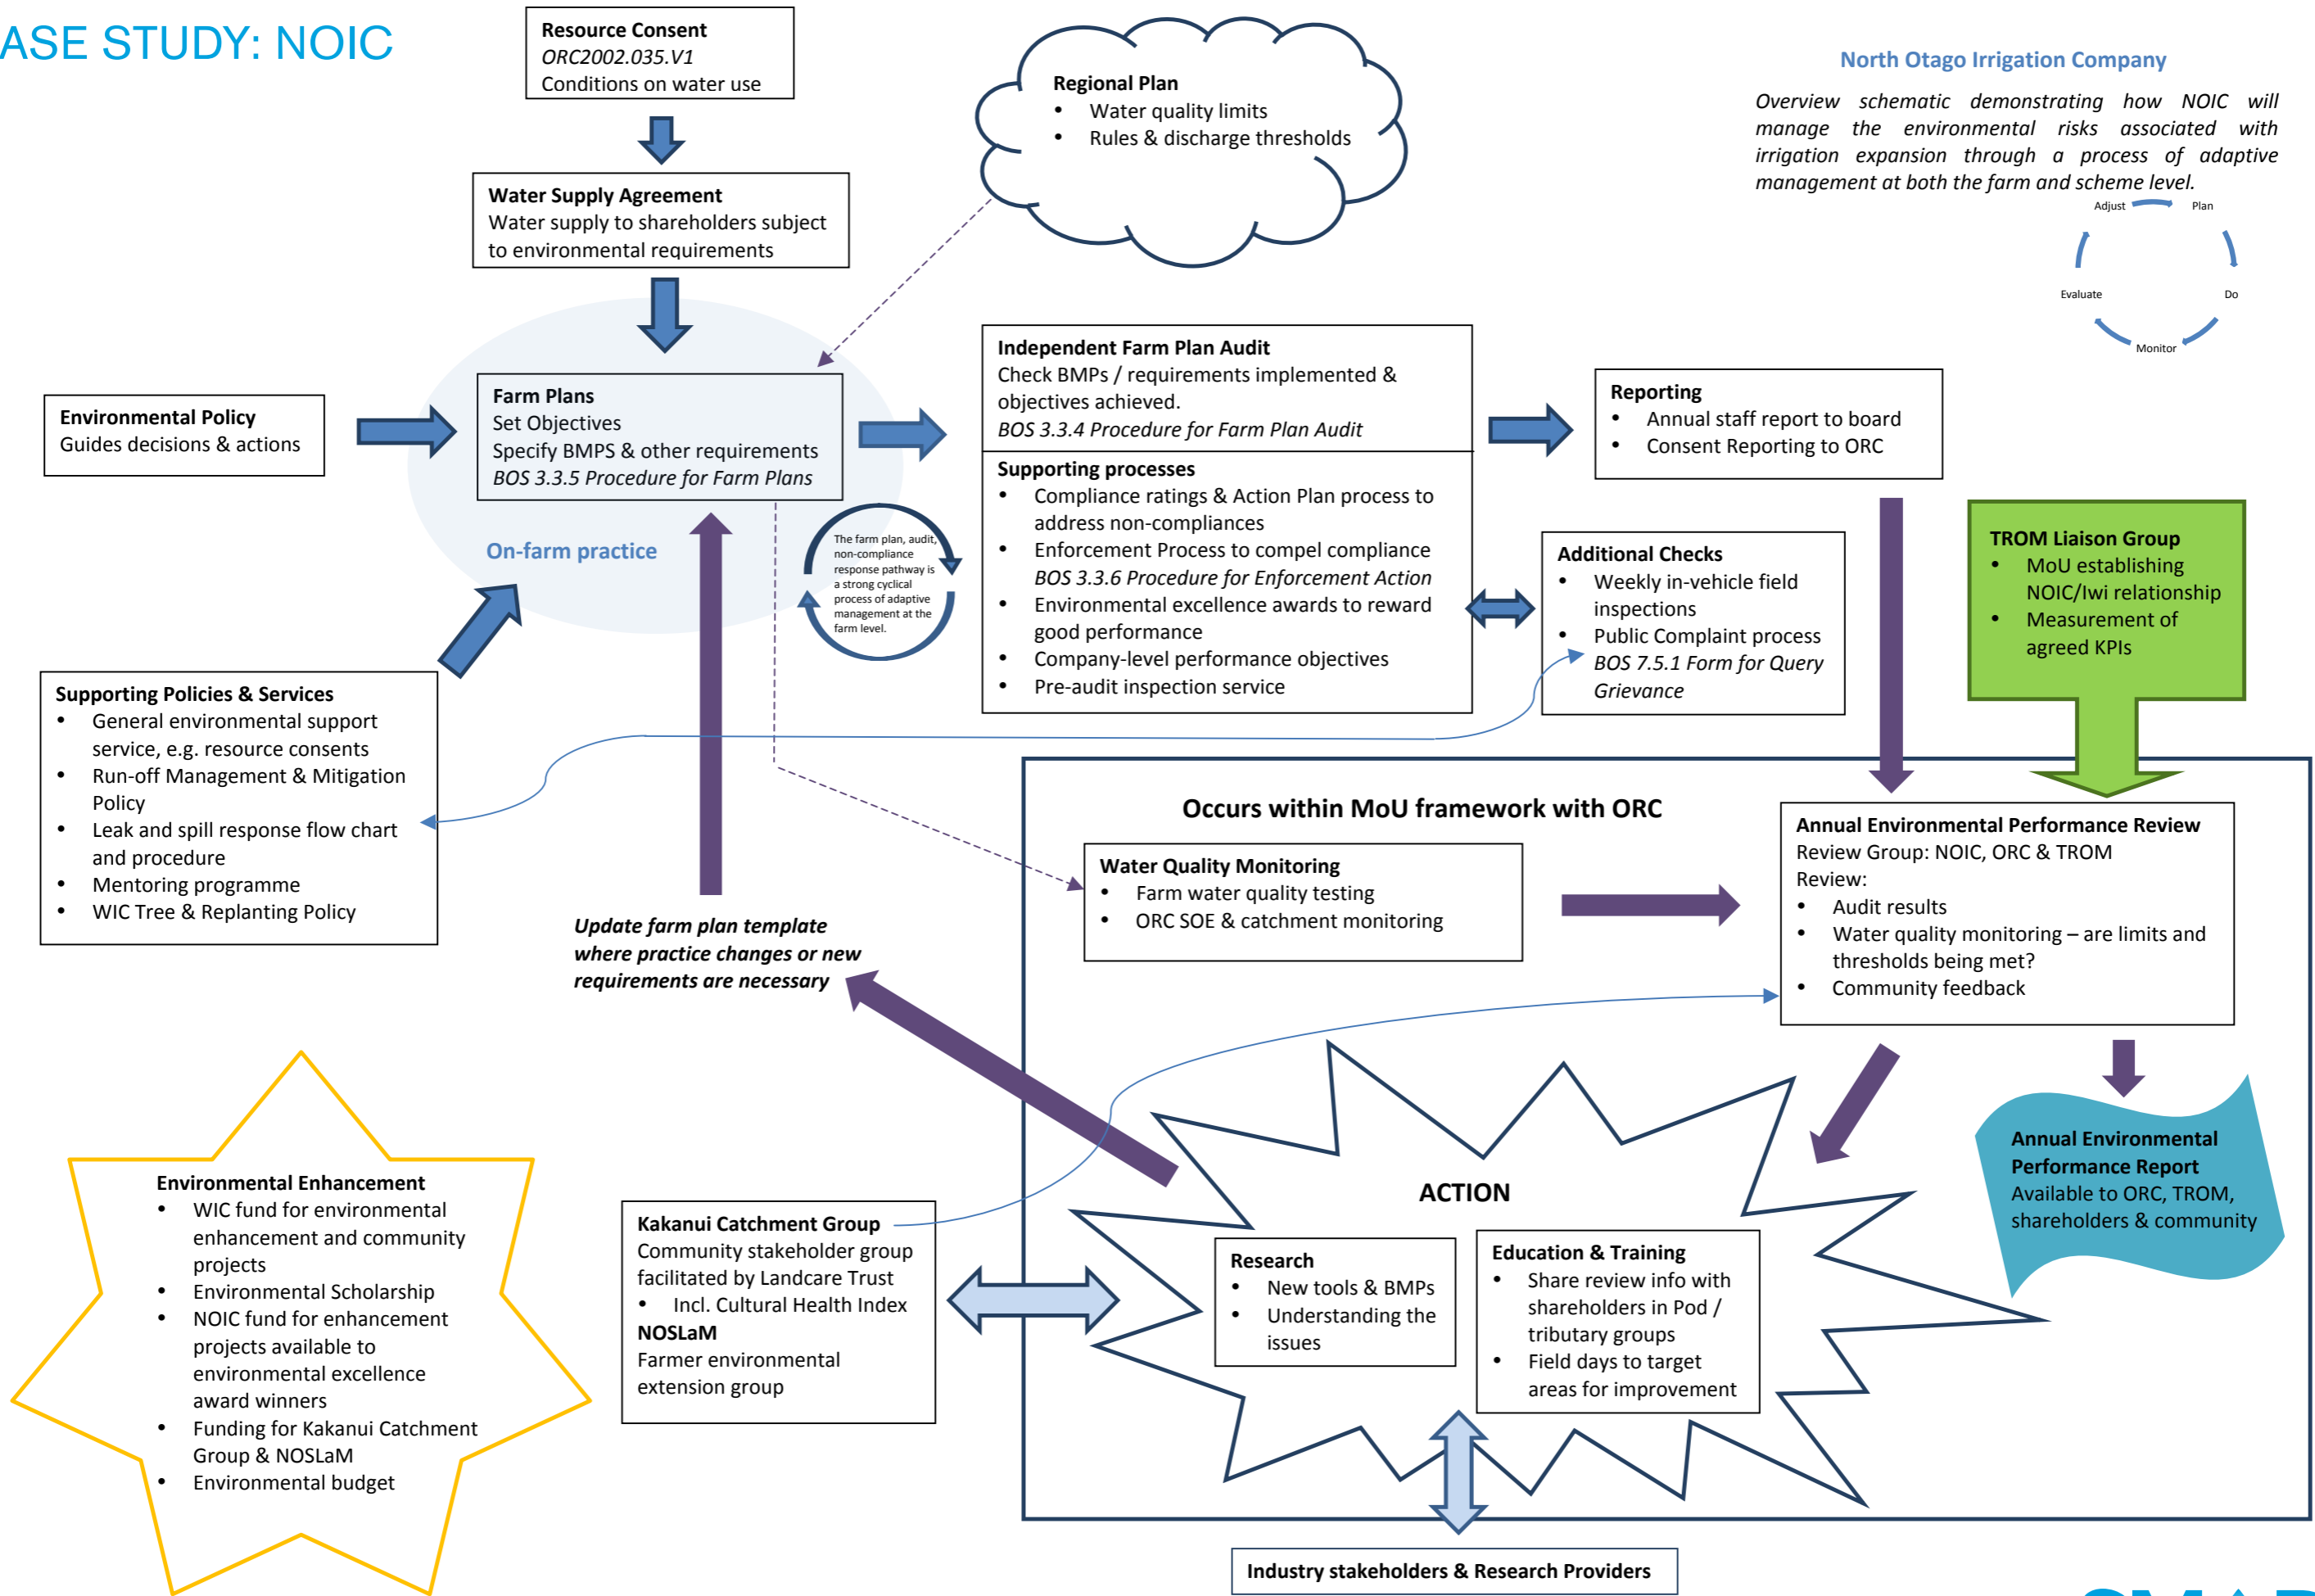 ASE STUDY: NOIC
Resource Consent
ORC2002.035.V1
Conditions on water use
Regional Plan
• Water quality limits
• Rules & discharge thresholds
North Otago Irrigation Company
Overview schematic demonstrating how NOIC will
manage the environmental risks associated with
irrigation expansion through a process of adaptive
management at both the farm and scheme level.
Adjust
Plan
Evaluate
Do
Monitor
Water Supply Agreement
Water supply to shareholders subject
to environmental requirements
Environmental Policy
Guides decisions & actions
Farm Plans
Set Objectives
Specify BMPS & other requirements
BOS 3.3.5 Procedure for Farm Plans
On-farm practice
The farm plan, audit,
non-compliance
response pathway is
a strong cyclical
process of adaptive
management at the
farm level.
Independent Farm Plan Audit
Check BMPs / requirements implemented &
objectives achieved.
BOS 3.3.4 Procedure for Farm Plan Audit
Supporting processes
• Compliance ratings & Action Plan process to
address non-compliances
• Enforcement Process to compel compliance
BOS 3.3.6 Procedure for Enforcement Action
• Environmental excellence awards to reward
good performance
• Company-level performance objectives
• Pre-audit inspection service
Reporting
• Annual staff report to board
• Consent Reporting to ORC
Additional Checks
• Weekly in-vehicle field
inspections
• Public Complaint process
BOS 7.5.1 Form for Query
Grievance
TROM Liaison Group
• MoU establishing
NOIC/Iwi relationship
• Measurement of
agreed KPIs
Supporting Policies & Services
• General environmental support
service, e.g. resource consents
• Run-off Management & Mitigation
Policy
• Leak and spill response flow chart
and procedure
• Mentoring programme
• WIC Tree & Replanting Policy
Update farm plan template
where practice changes or new
requirements are necessary
Occurs within MoU framework with ORC
Water Quality Monitoring
• Farm water quality testing
• ORC SOE & catchment monitoring
Annual Environmental Performance Review
Review Group: NOIC, ORC & TROM
Review:
• Audit results
• Water quality monitoring – are limits and
thresholds being met?
• Community feedback
Annual Environmental
Performance Report
Available to ORC, TROM,
shareholders & community
Environmental Enhancement
• WIC fund for environmental
enhancement and community
projects
• Environmental Scholarship
• NOIC fund for enhancement
projects available to
environmental excellence
award winners
• Funding for Kakanui Catchment
Group & NOSLaM
• Environmental budget
Kakanui Catchment Group
Community stakeholder group
facilitated by Landcare Trust
• Incl. Cultural Health Index
NOSLaM
Farmer environmental
extension group
ACTION
Research
• New tools & BMPs
• Understanding the
issues
Education & Training
• Share review info with
shareholders in Pod /
tributary groups
• Field days to target
areas for improvement
Industry stakeholders & Research Providers